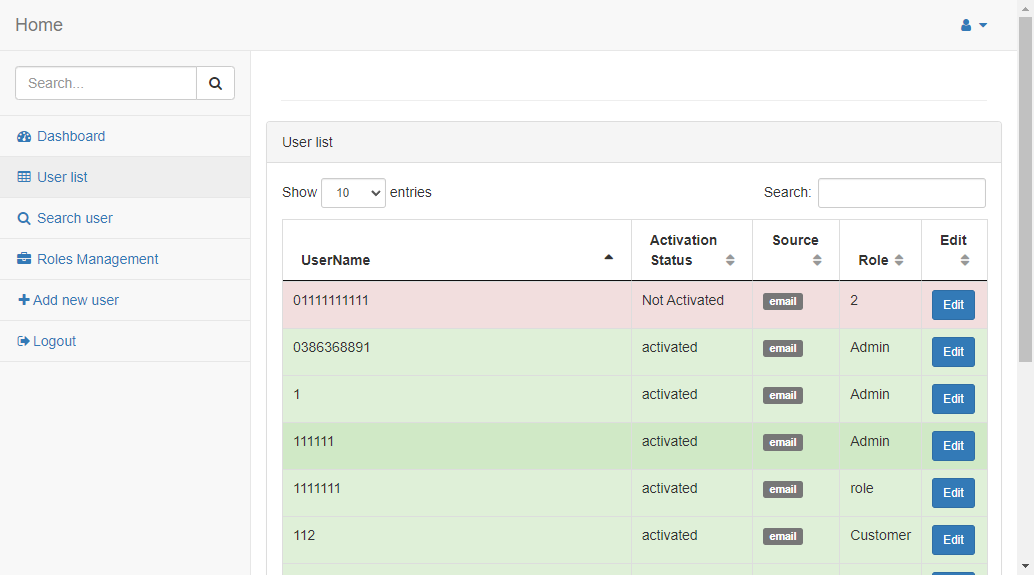 Home
Search...
Dashboard
User list
Search user
Roles Management
Add new user
Logout
User list
Show 10 entries Search:
UserName Activation Status Source Role Edit
01111111111 Not Activated email 2 Edit
0386368891 activated email Admin Edit
1 activated email Admin Edit
111111 activated email Admin Edit
1111111 activated email role Edit
112 activated email Customer Edit